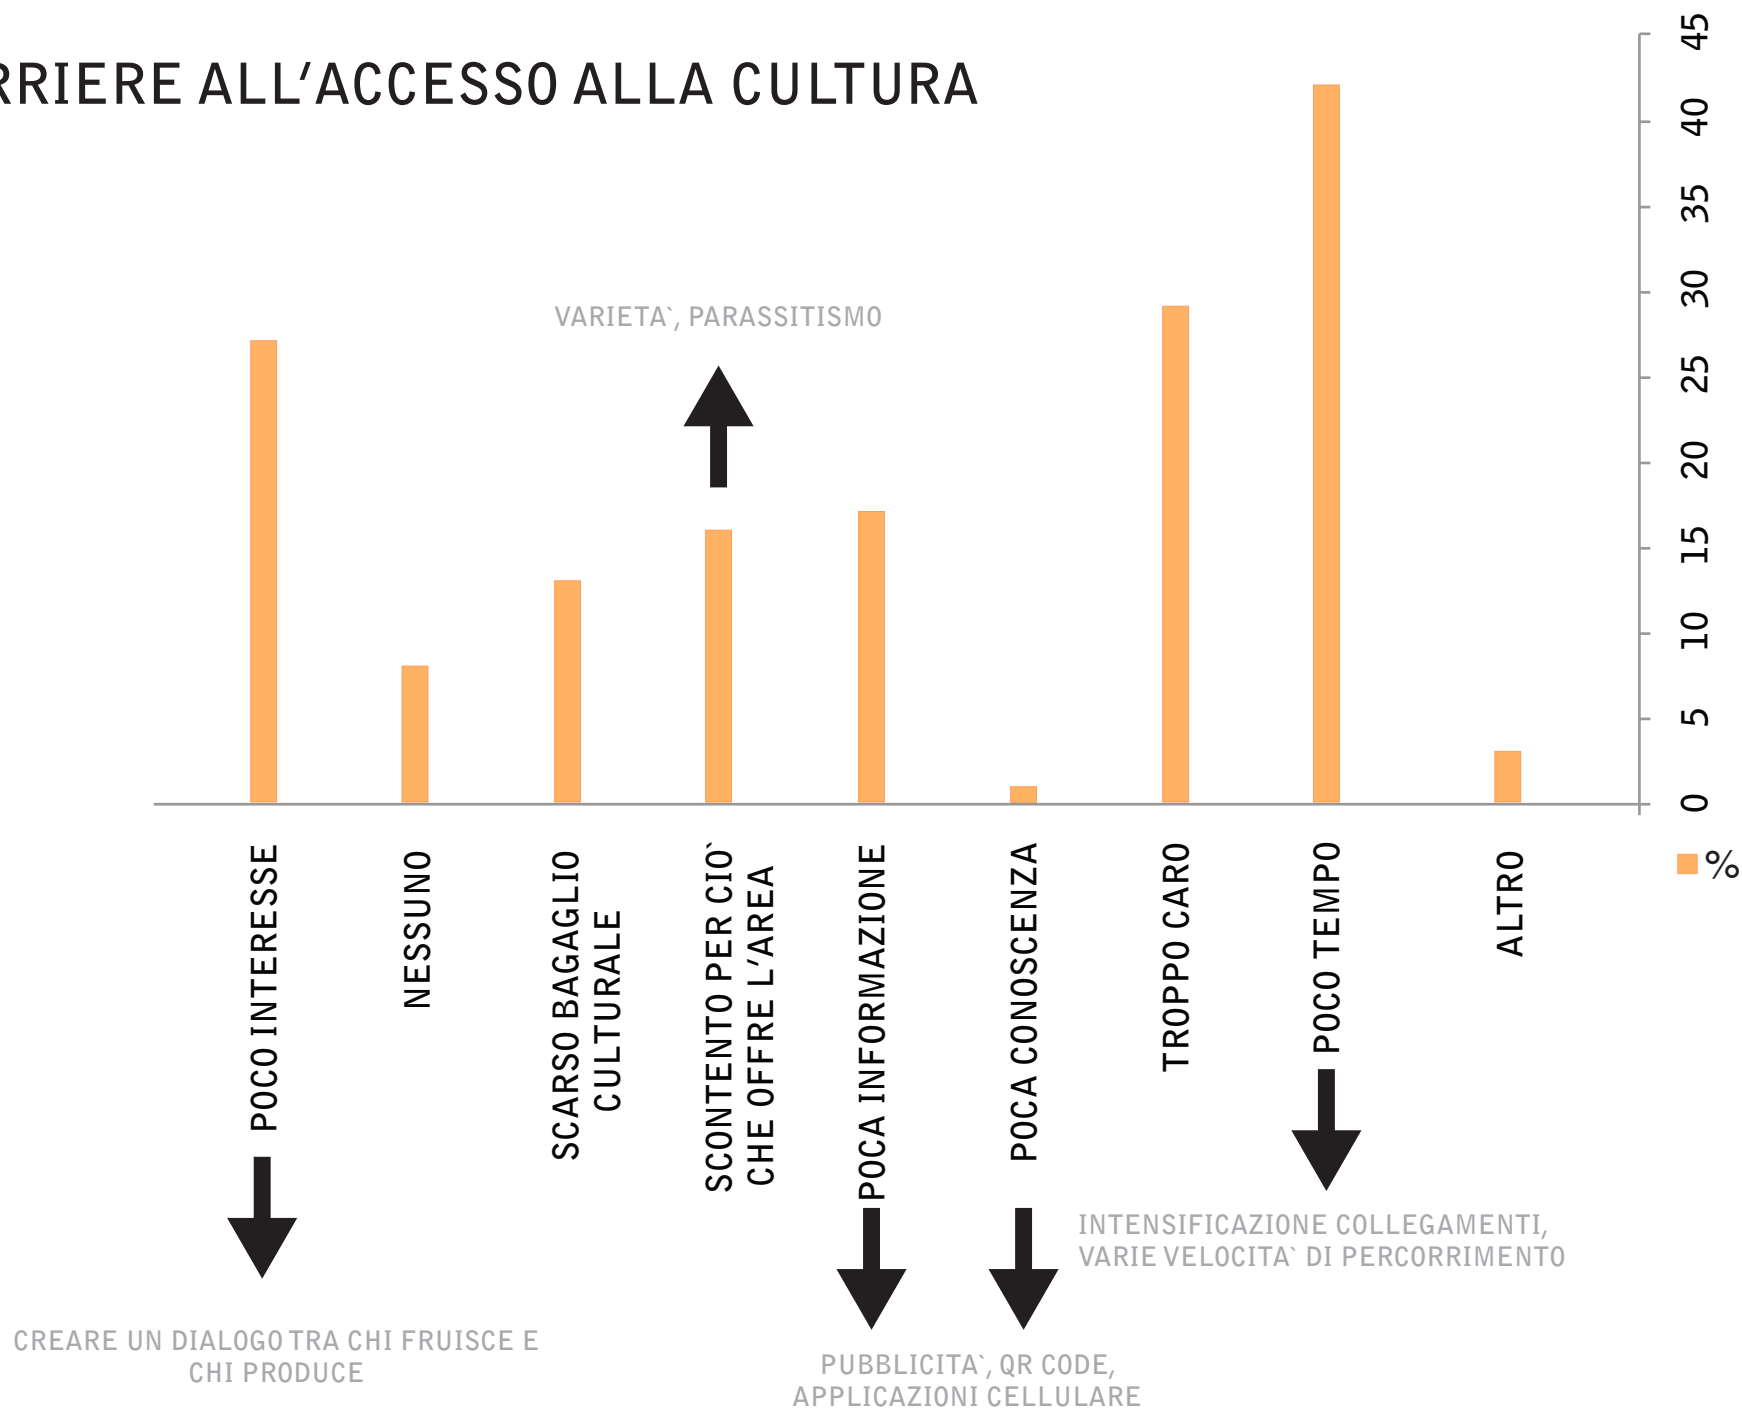 RRIERE ALL'ACCESSO ALLA CULTURA
45
40
35
30
25
20
15
10
5
0
%
VARIETA`, PARASSITISMO
POCO INTERESSE
NESSUNO
SCARSO BAGAGLIO
CULTURALE
SCONTENTO PER CIO`
CHE OFFRE L'AREA
POCA INFORMAZIONE
POCA CONOSCENZA
TROPPO CARO
POCO TEMPO
ALTRO
INTENSIFICAZIONE COLLEGAMENTI,
VARIE VELOCITA` DI PERCORRIMENTO
CREARE UN DIALOGO TRA CHI FRUISCE E
CHI PRODUCE
PUBBLICITA`, QR CODE,
APPLICAZIONI CELLULARE